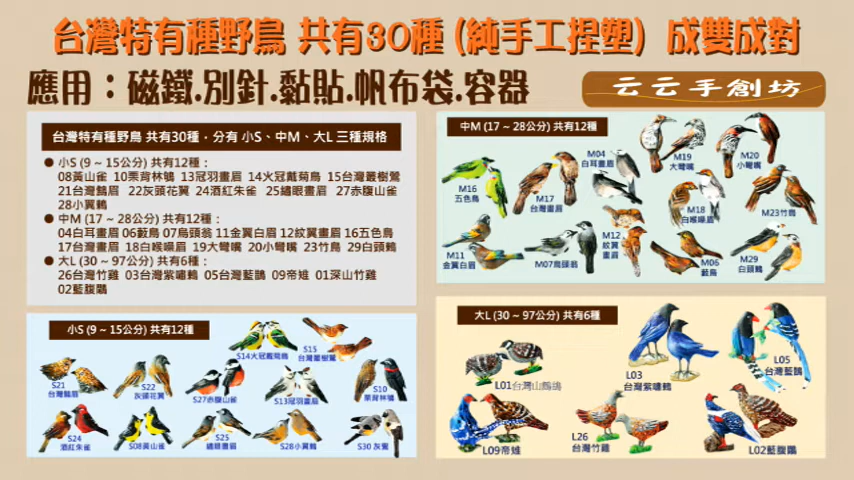 台灣特有種野鳥 共有30種 (純手工捏塑) 成雙成對
應用：磁鐵.別針.黏貼.帆布袋.容器
云云手創坊
台灣特有種野鳥 共有30種，分有 小S、中M、大L 三種規格
● 小S (9 ~ 15公分) 共有12種：
08黃山雀 10栗背林鴝 13冠羽畫眉 14火冠戴菊鳥 15台灣叢樹鶯
21台灣鷦眉 22灰頭花翼 24酒紅朱雀 25繡眼畫眉 27赤腹山雀
28小翼鶇
● 中M (17 ~ 28公分) 共有12種：
04白耳畫眉 06藪鳥 07烏頭翁 11金翼白眉 12紋翼畫眉 16五色鳥
17台灣畫眉 18白喉噪眉 19大彎嘴 20小彎嘴 23竹鳥 29白頭鶇
● 大L (30 ~ 97公分) 共有6種：
26台灣竹雞 03台灣紫嘯鶇 05台灣藍鵲 09帝雉 01深山竹雞
02藍腹鷴
中M (17 ~ 28公分) 共有12種
M16
五色鳥
M17
台灣畫眉
M04
白耳畫眉
M19
大彎嘴
M20
小彎嘴
M18
白喉噪眉
M23竹鳥
M11
金翼白眉
M07烏頭翁
M12
紋翼
畫眉
M06
藪鳥
M29
白頭鶇
小S (9 ~ 15公分) 共有12種
S14火冠戴菊鳥
S15
台灣叢樹鶯
S21
台灣鷦眉
S22
灰頭花翼
S27赤腹山雀
S13冠羽畫眉
S10
栗背林鴝
S24
酒紅朱雀
S08黃山雀
S25
繡眼畫眉
S28小翼鶇
S30 灰鷽
大L (30 ~ 97公分) 共有6種
L01台灣山鷓鴣
L03
台灣紫嘯鶇
L05
台灣藍鵲
L09帝雉
L26
台灣竹雞
L02藍腹鷴